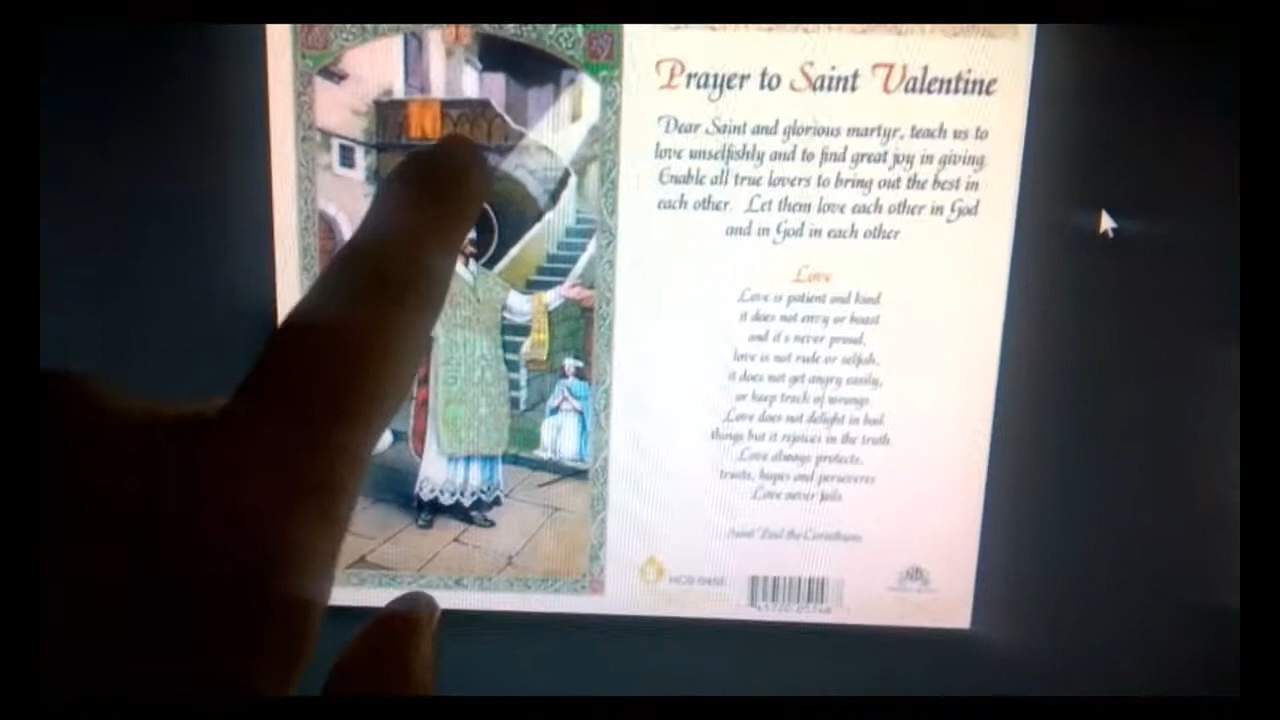 Prayer to Saint Valentine
Dear Saint and glorious martyr, teach us to
love unselfishly and to find great joy in giving.
Enable all true lovers to bring out the best in
each other. Let them love each other in God
and in God in each other
Love
Love is patient and kind
it does not envy or boast
and it's never proud,
love is not rude or selfish,
it does not get angry easily,
or keep track of wrongs
Love does not delight in bad
things but it rejoices in the truth
Love always protects,
trusts, hopes and perseveres
Love never fails
Saint Paul the Corinthians